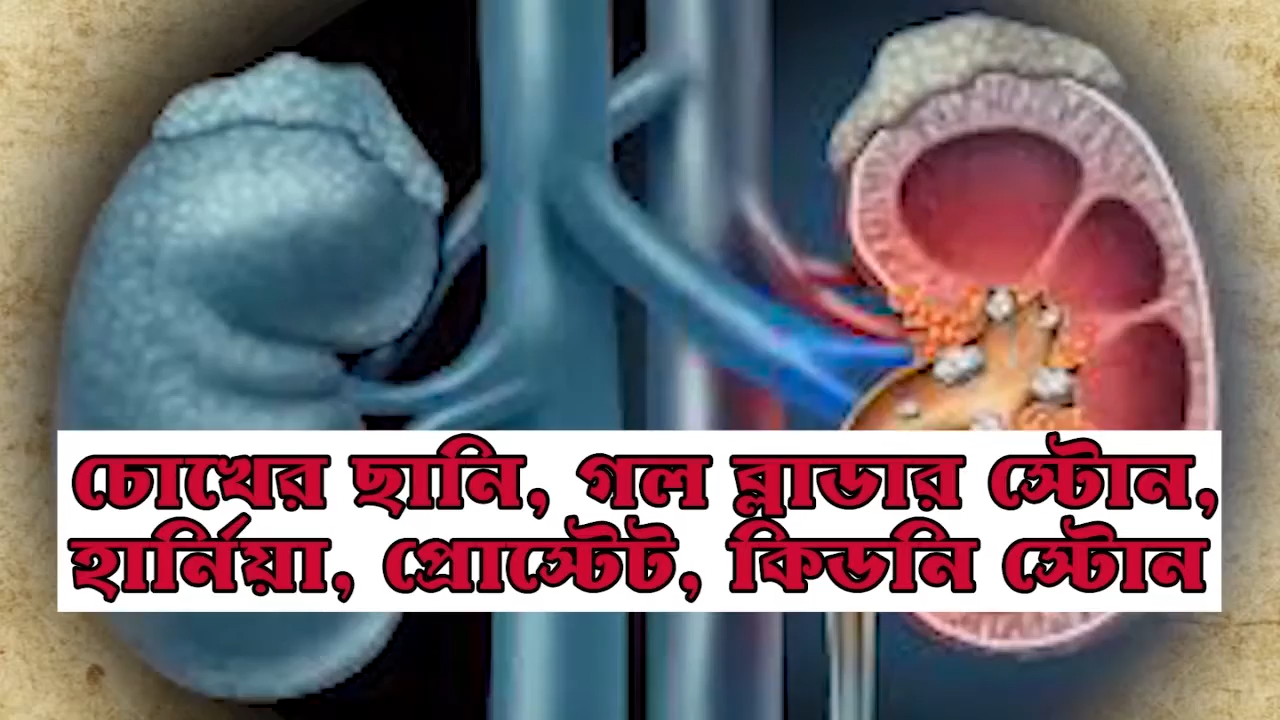 চোখের ছানি, গল ব্লাডার স্টোন,
হার্নিয়া, প্রোস্টেট, কিডনি স্টোন